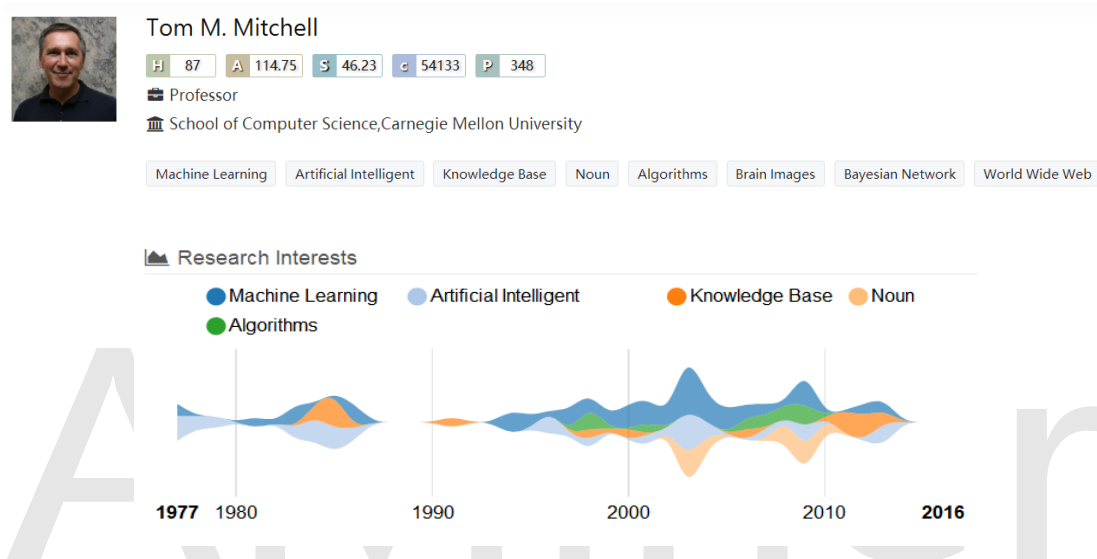 Tom M. Mitchell
H 87 A 114.75 S 46.23 c 54133 P 348
Professor
School of Computer Science,Carnegie Mellon University
Machine Learning Artificial Intelligent Knowledge Base Noun Algorithms Brain Images Bayesian Network World Wide Web
Research Interests
Machine Learning Artificial Intelligent Knowledge Base Noun
Algorithms
1977 1980 1990 2000 2010 2016